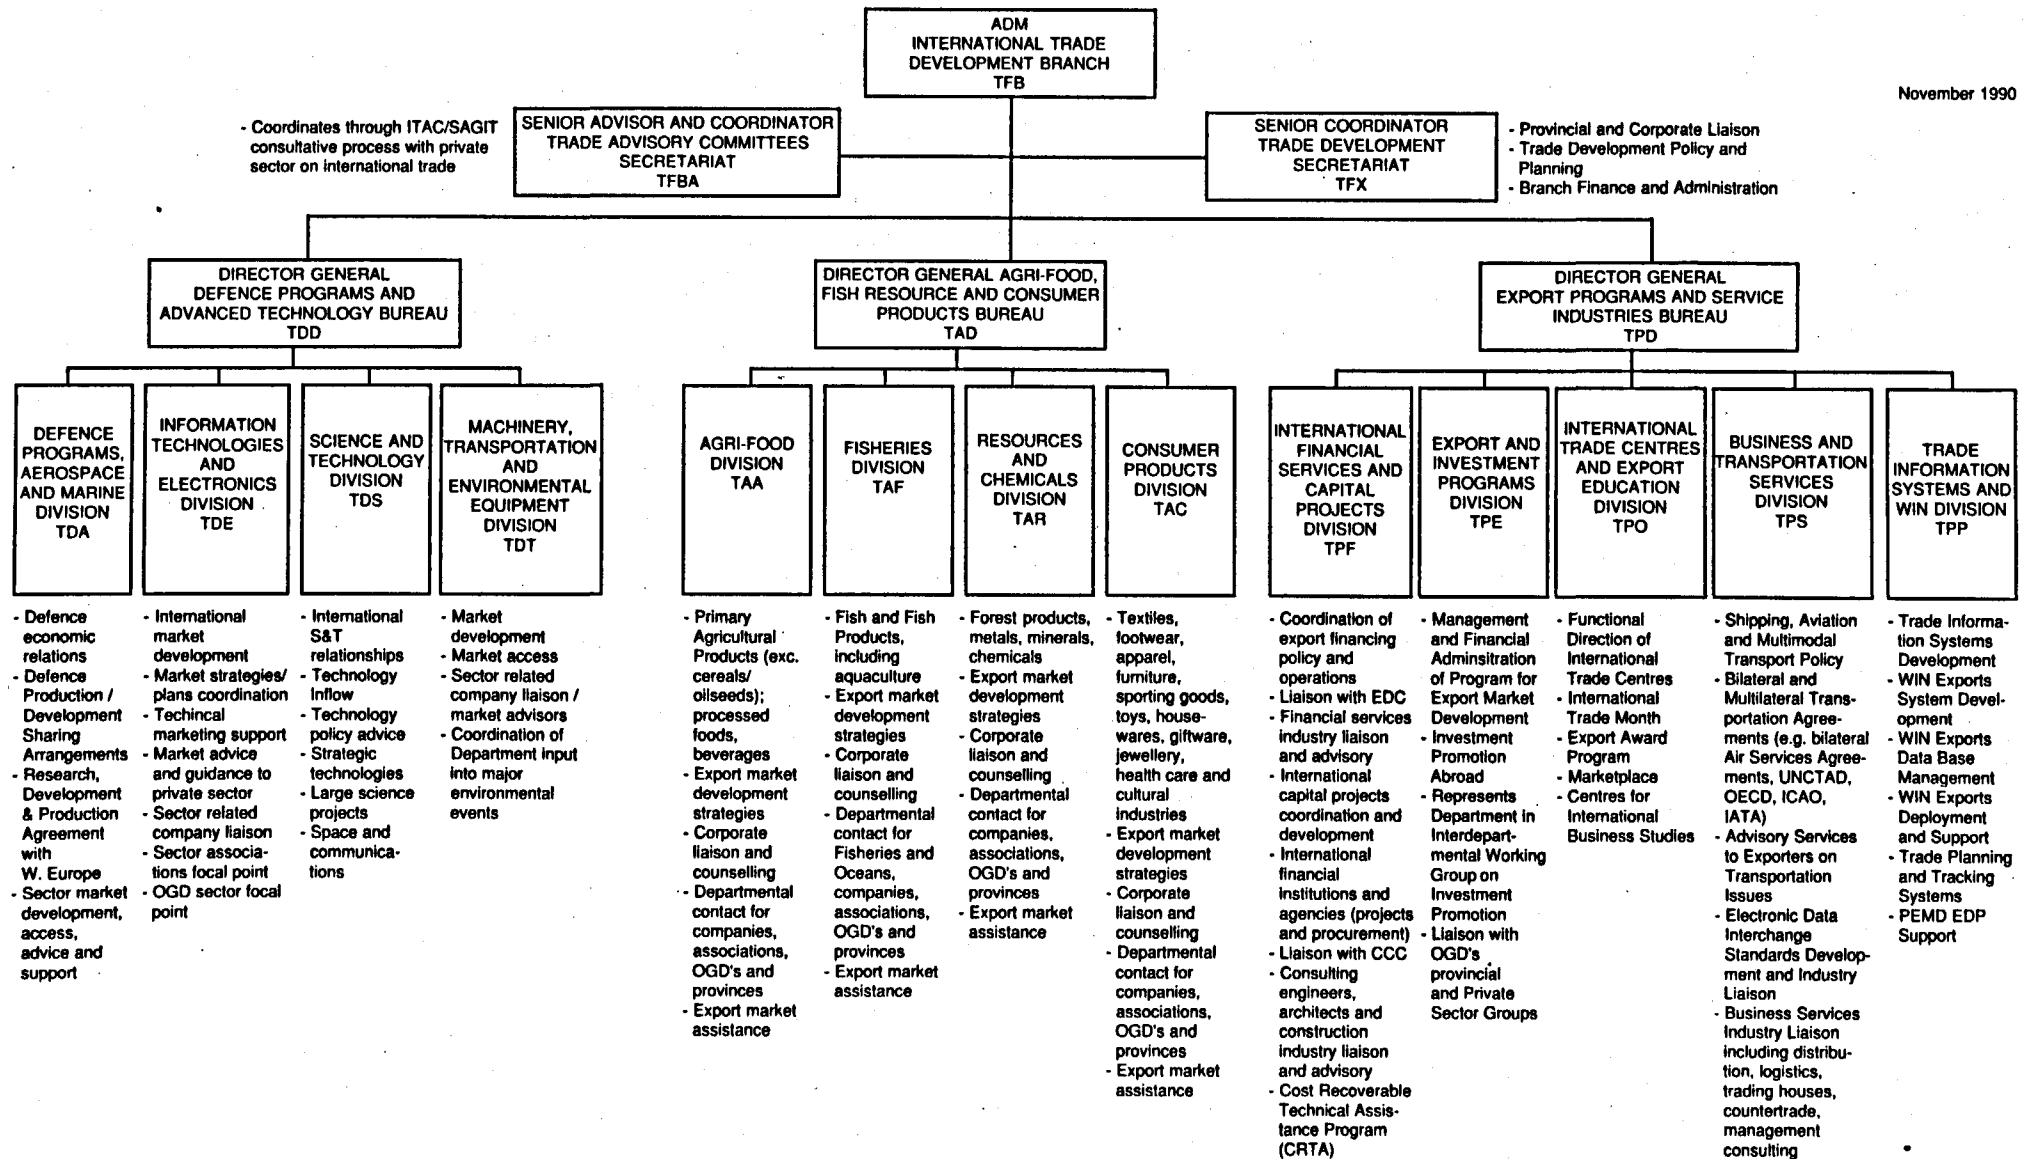 ADM
INTERNATIONAL TRADE
DEVELOPMENT BRANCH
TFB
November 1990
- Coordinates through ITAC/SAGIT
consultative process with private
sector on international trade
SENIOR ADVISOR AND COORDINATOR
TRADE ADVISORY COMMITTEES
SECRETARIAT
TFBA
SENIOR COORDINATOR
TRADE DEVELOPMENT
SECRETARIAT
TFX
- Provincial and Corporate Liaison
- Trade Development Policy and
Planning
- Branch Finance and Administration
DIRECTOR GENERAL
DEFENCE PROGRAMS AND
ADVANCED TECHNOLOGY BUREAU
TDD
DIRECTOR GENERAL AGRI-FOOD,
FISH RESOURCE AND CONSUMER
PRODUCTS BUREAU
TAD
DIRECTOR GENERAL
EXPORT PROGRAMS AND SERVICE
INDUSTRIES BUREAU
TPD
DEFENCE
PROGRAMS,
AEROSPACE
AND MARINE
DIVISION
TDA
INFORMATION
TECHNOLOGIES
AND
ELECTRONICS
DIVISION
TDE
SCIENCE AND
TECHNOLOGY
DIVISION
TDS
MACHINERY,
TRANSPORTATION
AND
ENVIRONMENTAL
EQUIPMENT
DIVISION
TDT
AGRI-FOOD
DIVISION
TAA
FISHERIES
DIVISION
TAF
RESOURCES
AND
CHEMICALS
DIVISION
TAR
CONSUMER
PRODUCTS
DIVISION
TAC
INTERNATIONAL
FINANCIAL
SERVICES AND
CAPITAL
PROJECTS
DIVISION
TPF
EXPORT AND
INVESTMENT
PROGRAMS
DIVISION
TPE
INTERNATIONAL
TRADE CENTRES
AND EXPORT
EDUCATION
DIVISION
TPO
BUSINESS AND
TRANSPORTATION
SERVICES
DIVISION
TPS
TRADE
INFORMATION
SYSTEMS AND
WIN DIVISION
TPP
- Defence
economic
relations
- Defence
Production /
Development
Sharing
Arrangements
- Research,
Development
& Production
Agreement
with
W. Europe
- Sector market
development,
access,
advice and
support
- International
market
development
- Market strategies/
plans coordination
- Techincal
marketing support
- Market advice
and guidance to
private sector
- Sector related
company liaison
- Sector associa-
tions focal point
- OGD sector focal
point
- International
S&T
relationships
- Technology
Inflow
- Technology
policy advice
- Strategic
technologies
- Large science
projects
- Space and
communica-
tions
- Market
development
- Market access
- Sector related
company liaison /
market advisors
- Coordination of
Department input
into major
environmental
events
- Primary
Agricultural
Products (exc.
cereals/
oilseeds);
processed
foods,
beverages
- Export market
development
strategies
- Corporate
liaison and
counselling
- Departmental
contact for
companies,
associations,
OGD's and
provinces
- Export market
assistance
- Fish and Fish
Products,
including
aquaculture
- Export market
development
strategies
- Corporate
liaison and
counselling
- Departmental
contact for
Fisheries and
Oceans,
companies,
associations,
OGD's and
provinces
- Export market
assistance
- Forest products,
metals, minerals,
chemicals
- Export market
development
strategies
- Corporate
liaison and
counselling
- Departmental
contact for
companies,
associations,
OGD's and
provinces
- Export market
assistance
- Textiles,
footwear,
apparel,
furniture,
sporting goods,
toys, house-
wares, giftware,
jewellery,
health care and
cultural
industries
- Export market
development
strategies
- Corporate
liaison and
counselling
- Departmental
contact for
companies,
associations,
OGD's and
provinces
- Export market
assistance
- Coordination of
export financing
policy and
operations
- Liaison with EDC
- Financial services
industry liaison
and advisory
- International
capital projects
coordination and
development
- International
financial
institutions and
agencies (projects
and procurement)
- Liaison with CCC
- Consulting
engineers,
architects and
construction
industry liaison
and advisory
- Cost Recoverable
Technical Assis-
tance Program
(CRTA)
- Management
and Financial
Adminsitration
of Program for
Export Market
Development
- Investment
Promotion
Abroad
- Represents
Department in
Interdepart-
mental Working
Group on
Investment
Promotion
- Liaison with
OGD's
provincial
and Private
Sector Groups
- Functional
Direction of
International
Trade Centres
- International
Trade Month
- Export Award
Program
- Marketplace
- Centres for
International
Business Studies
- Shipping, Aviation
and Multimodal
Transport Policy
- Bilateral and
Multilateral Trans-
portation Agree-
ments (e.g. bilateral
Air Services Agree-
ments, UNCTAD,
OECD, ICAO,
IATA)
- Advisory Services
to Exporters on
Transportation
Issues
- Electronic Data
Interchange
Standards Develop-
ment and Industry
Liaison
- Business Services
Industry Liaison
including distribu-
tion, logistics,
trading houses,
countertrade,
management
consulting
- Trade Informa-
tion Systems
Development
- WIN Exports
System Devel-
opment
- WIN Exports
Data Base
Management
- WIN Exports
Deployment
and Support
- Trade Planning
and Tracking
Systems
- PEMD EDP
Support